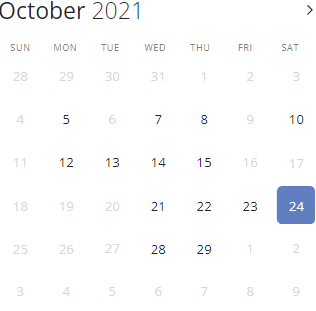 October 2021
SUN MON TUE WED THU FRI SAT
28 29 30 31 1 2 3
4 5 6 7 8 9 10
11 12 13 14 15 16 17
18 19 20 21 22 23 24
25 26 27 28 29 1 2
3 4 5 6 7 8 9